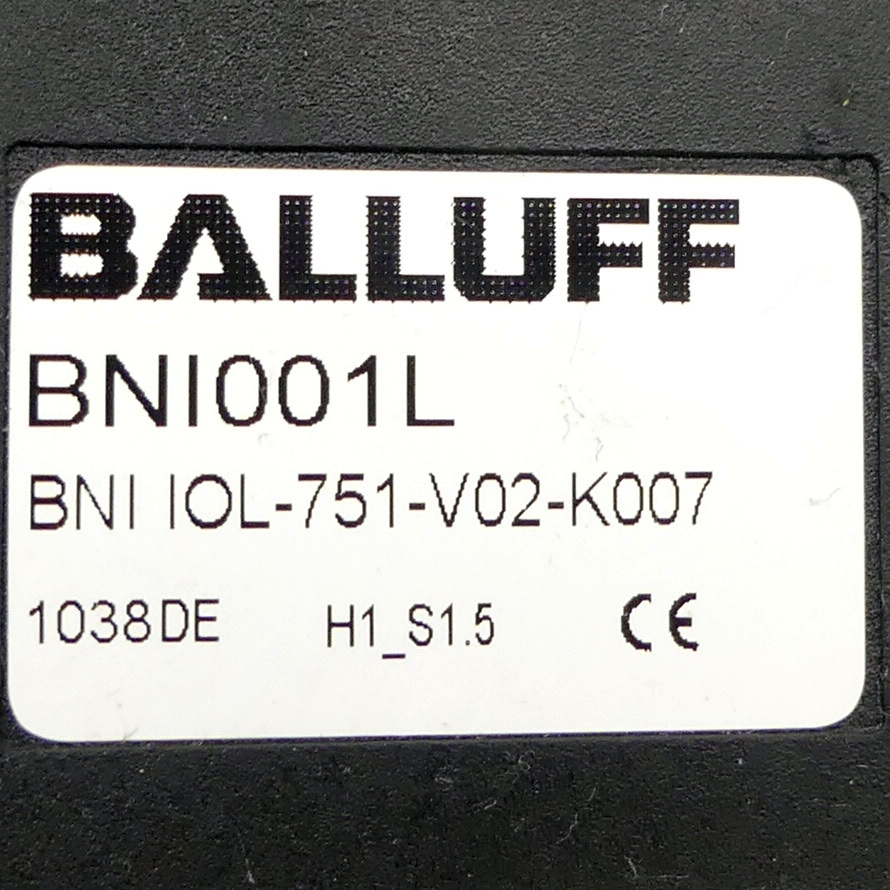 BALLUFF
BNI001L
BNI IOL-751-V02-K007
1038DE H1_S1.5 CE